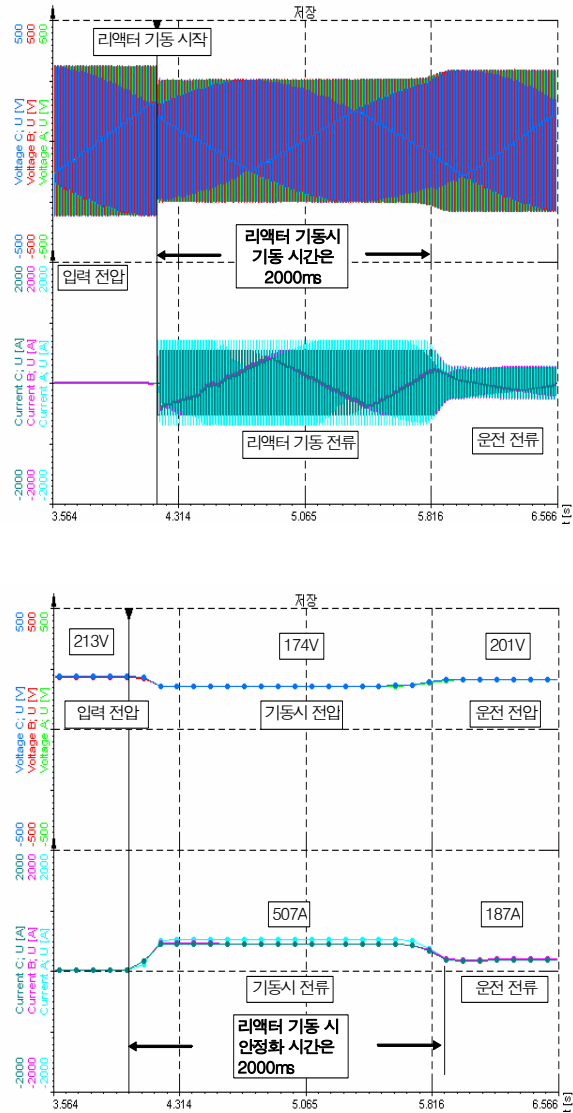 저장
리액터 기동 시작
500
500
500
Voltage C; U [V]
Voltage B; U [V]
Voltage A; U [V]
-500
-500
-500
리액터 기동시
기동 시간은
2000ms
입력 전압
2000
2000
2000
Current C; U [A]
Current B; U [A]
Current A; U [A]
-2000
-2000
-2000
리액터 기동 전류
운전 전류
3.564
4.314
5.065
5.816
6.566
t [s]
저장
500
500
500
Voltage C; U [V]
Voltage B; U [V]
Voltage A; U [V]
-500
-500
-500
213V
174V
201V
입력 전압
기동시 전압
운전 전압
2000
2000
2000
Current C; U [A]
Current B; U [A]
Current A; U [A]
-2000
-2000
-2000
507A
187A
기동시 전류
운전 전류
리액터 기동 시
안정화 시간은
2000ms
3.564
4.314
5.065
5.816
6.566
t [s]